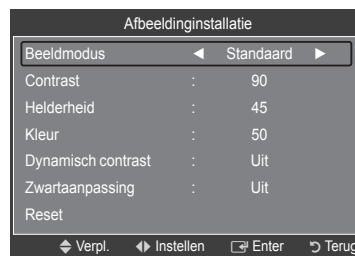 Afbeeldinginstallatie
Beeldmodus ◀ Standaard ▶
Contrast : 90
Helderheid : 45
Kleur : 50
Dynamisch contrast : Uit
Zwartaanpassing : Uit
Reset
Verpl. Instellen Enter Terug